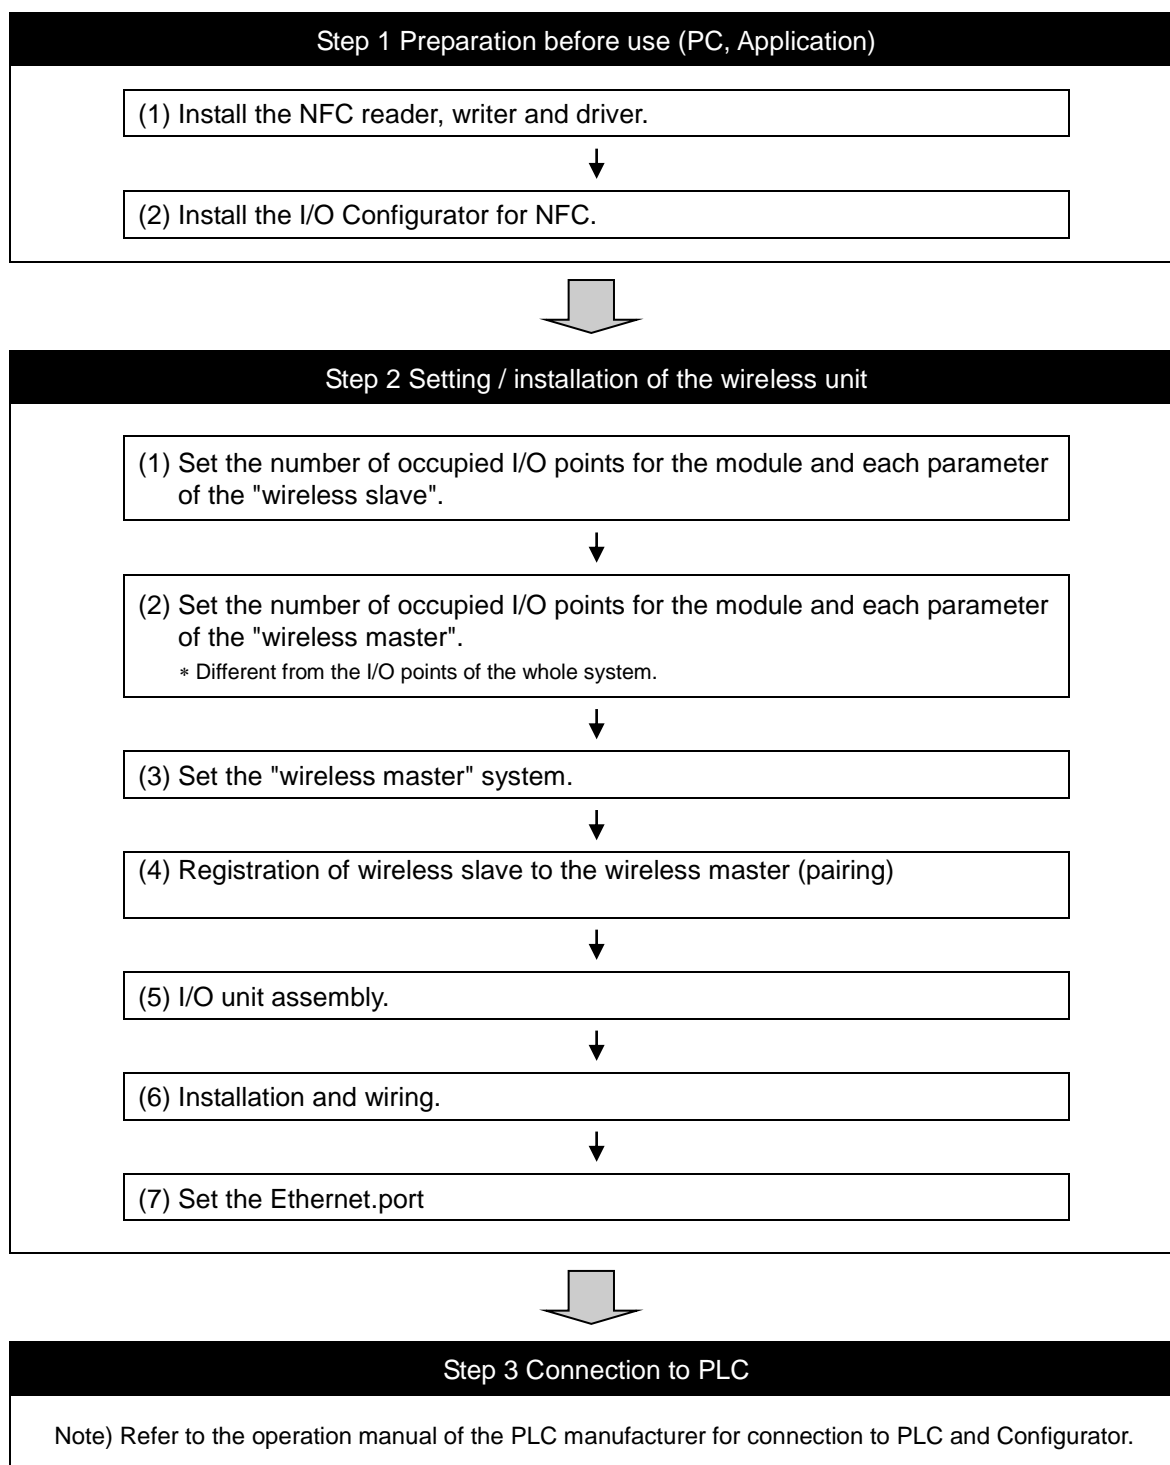 Step 1 Preparation before use (PC, Application)
(1) Install the NFC reader, writer and driver.
(2) Install the I/O Configurator for NFC.
Step 2 Setting / installation of the wireless unit
(1) Set the number of occupied I/O points for the module and each parameter
of the "wireless slave".
(2) Set the number of occupied I/O points for the module and each parameter
of the "wireless master".
* Different from the I/O points of the whole system.
(3) Set the "wireless master" system.
(4) Registration of wireless slave to the wireless master (pairing)
(5) I/O unit assembly.
(6) Installation and wiring.
(7) Set the Ethernet.port
Step 3 Connection to PLC
Note) Refer to the operation manual of the PLC manufacturer for connection to PLC and Configurator.